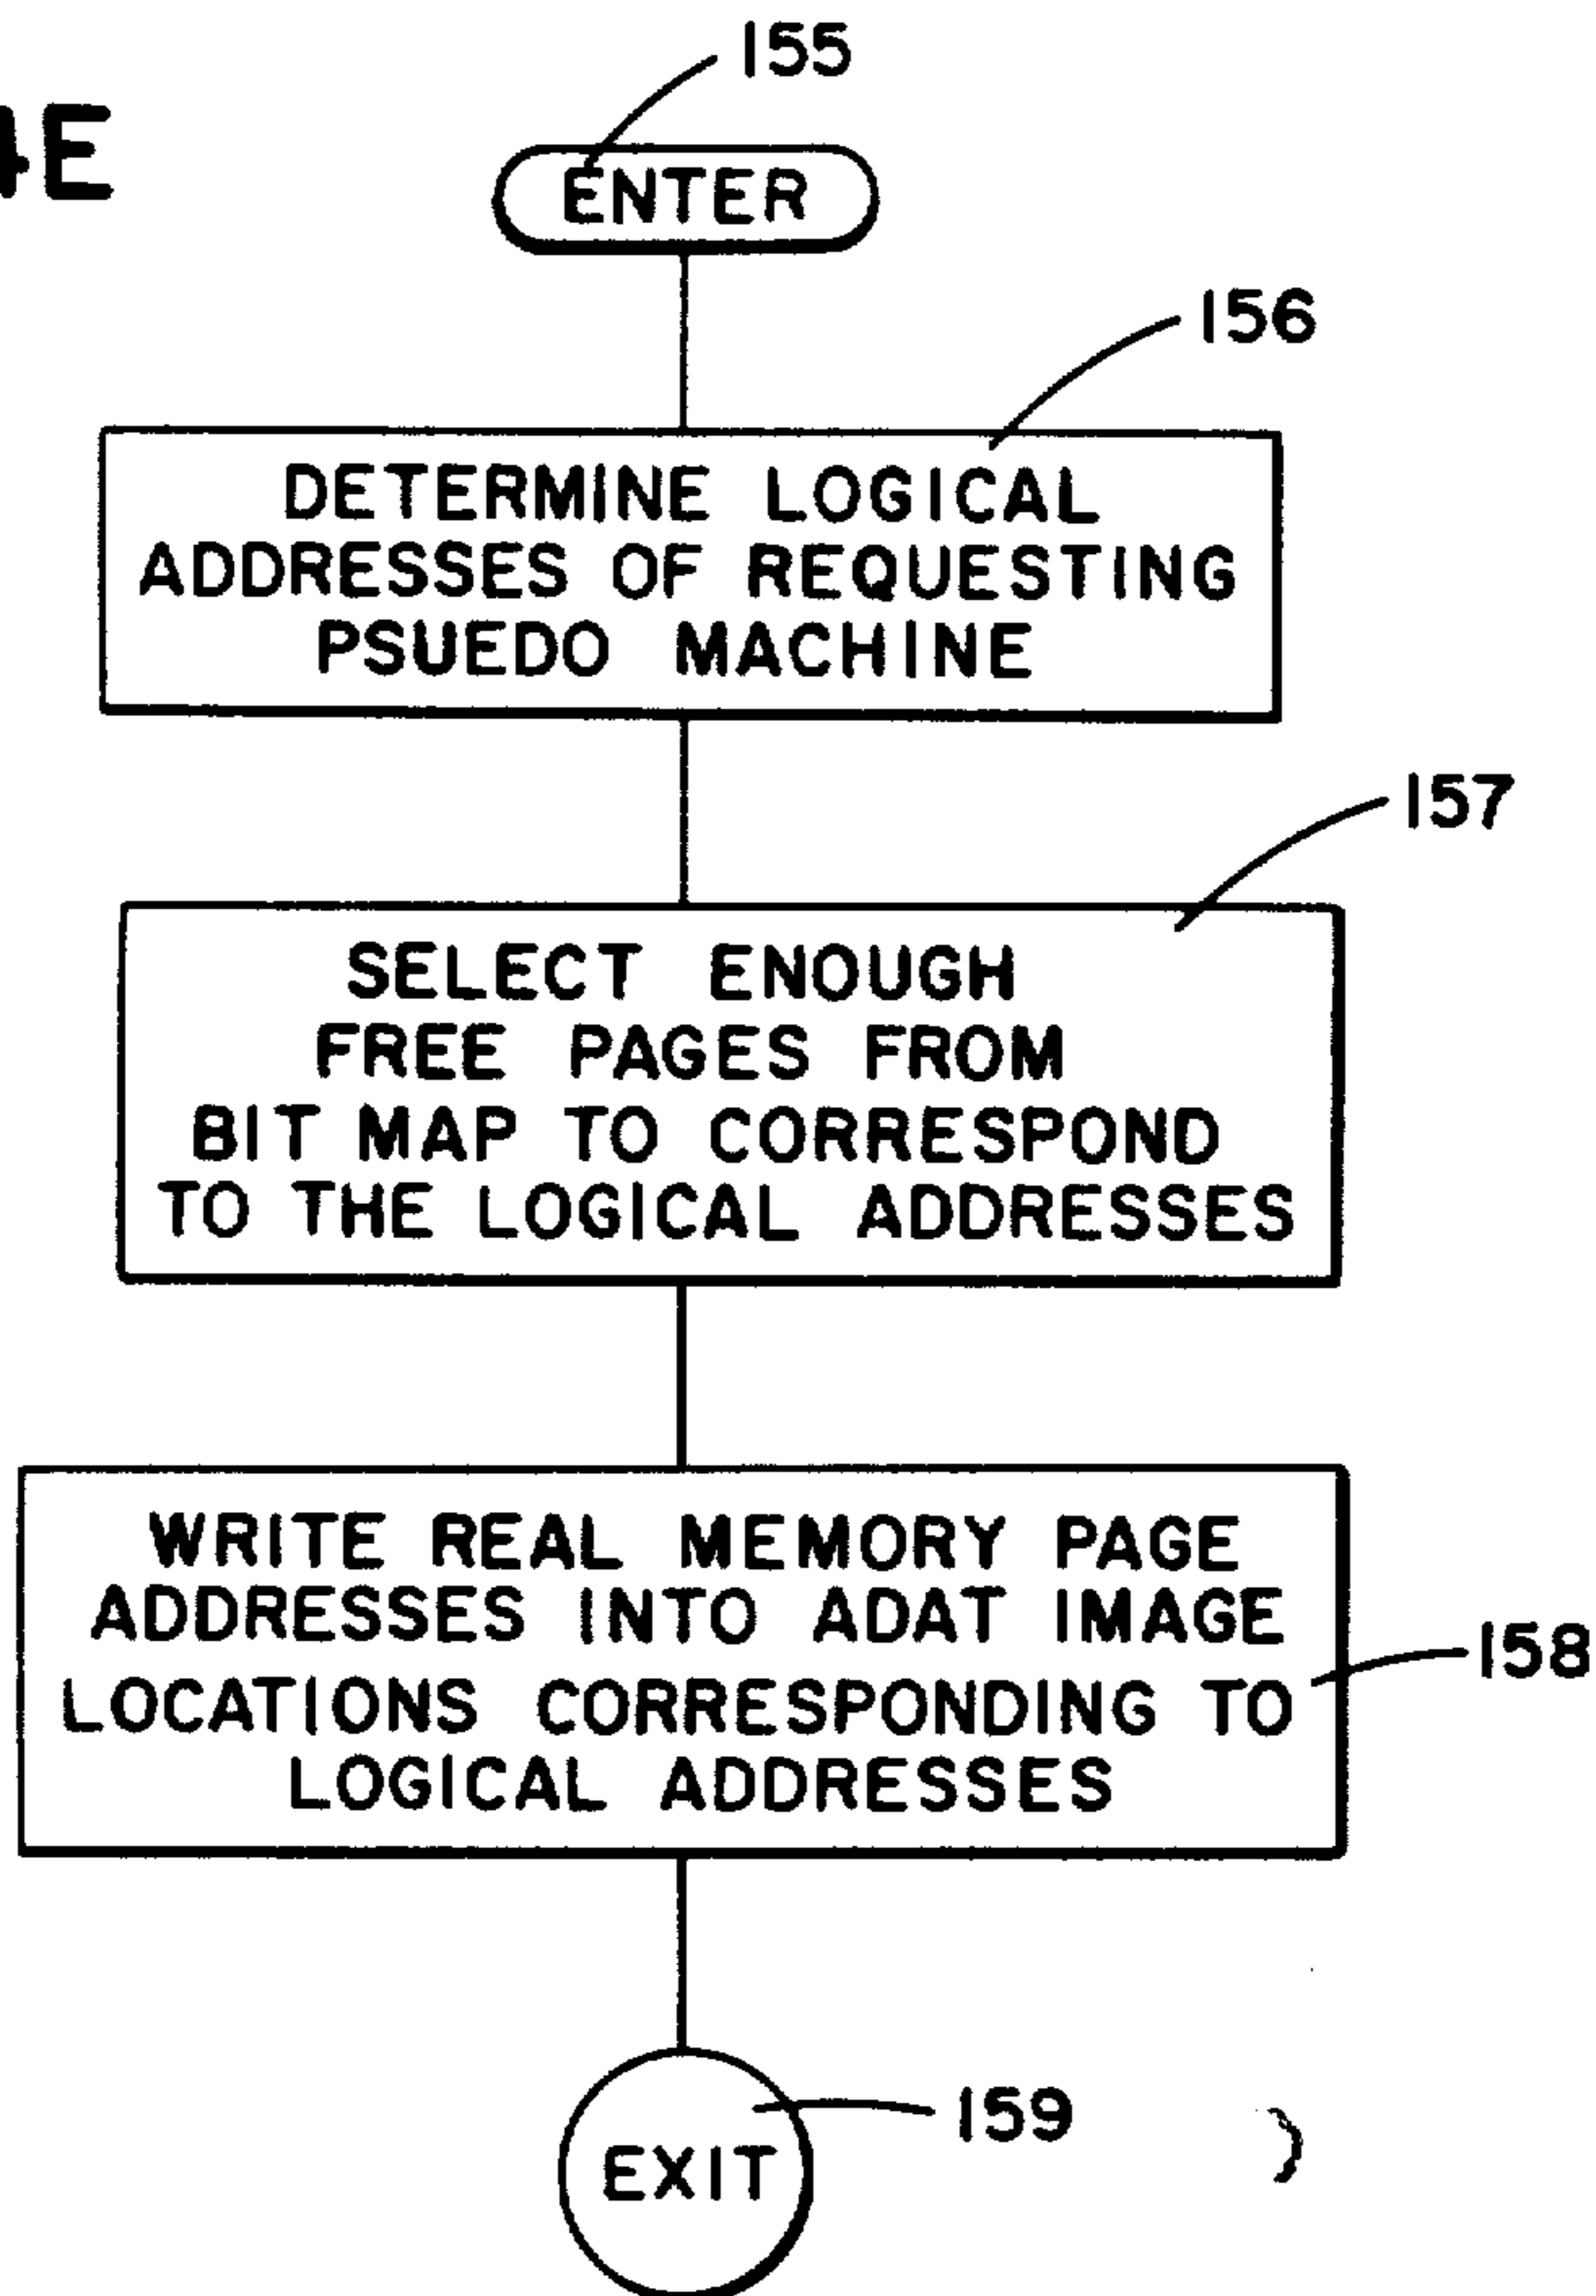 4E
155
ENTER
156
DETERMINE LOGICAL
ADDRESSES OF REQUESTING
PSUEDO MACHINE
157
SELECT ENOUGH
FREE PAGES FROM
BIT MAP TO CORRESPOND
TO THE LOGICAL ADDRESSES
WRITE REAL MEMORY PAGE
ADDRESSES INTO ADAT IMAGE
LOCATIONS CORRESPONDING TO
LOGICAL ADDRESSES
158
159
EXIT